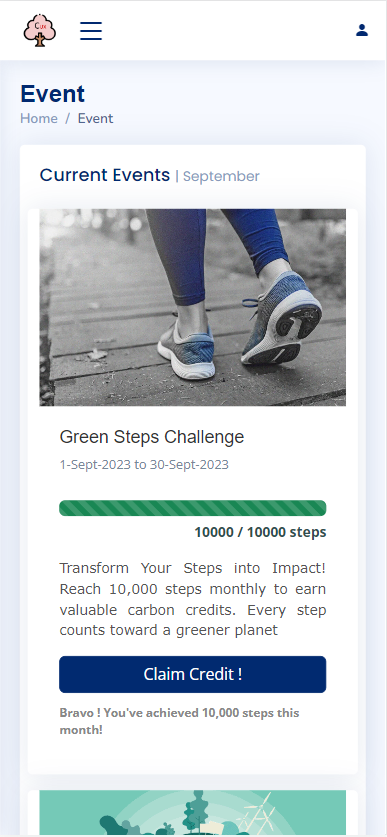 Cux
Event
Home / Event
Current Events | September
Green Steps Challenge
1-Sept-2023 to 30-Sept-2023
10000 / 10000 steps
Transform Your Steps into Impact!
Reach 10,000 steps monthly to earn
valuable carbon credits. Every step
counts toward a greener planet
Claim Credit !
Bravo ! You've achieved 10,000 steps this
month!